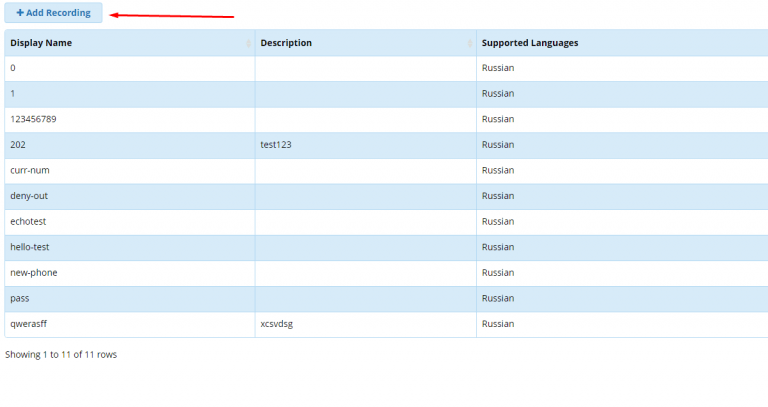 + Add Recording
Display Name Description Supported Languages
0 Russian
1 Russian
123456789 Russian
202 test123 Russian
curr-num Russian
deny-out Russian
echotest Russian
hello-test Russian
new-phone Russian
pass Russian
qwerasff xcsvdsg Russian
Showing 1 to 11 of 11 rows